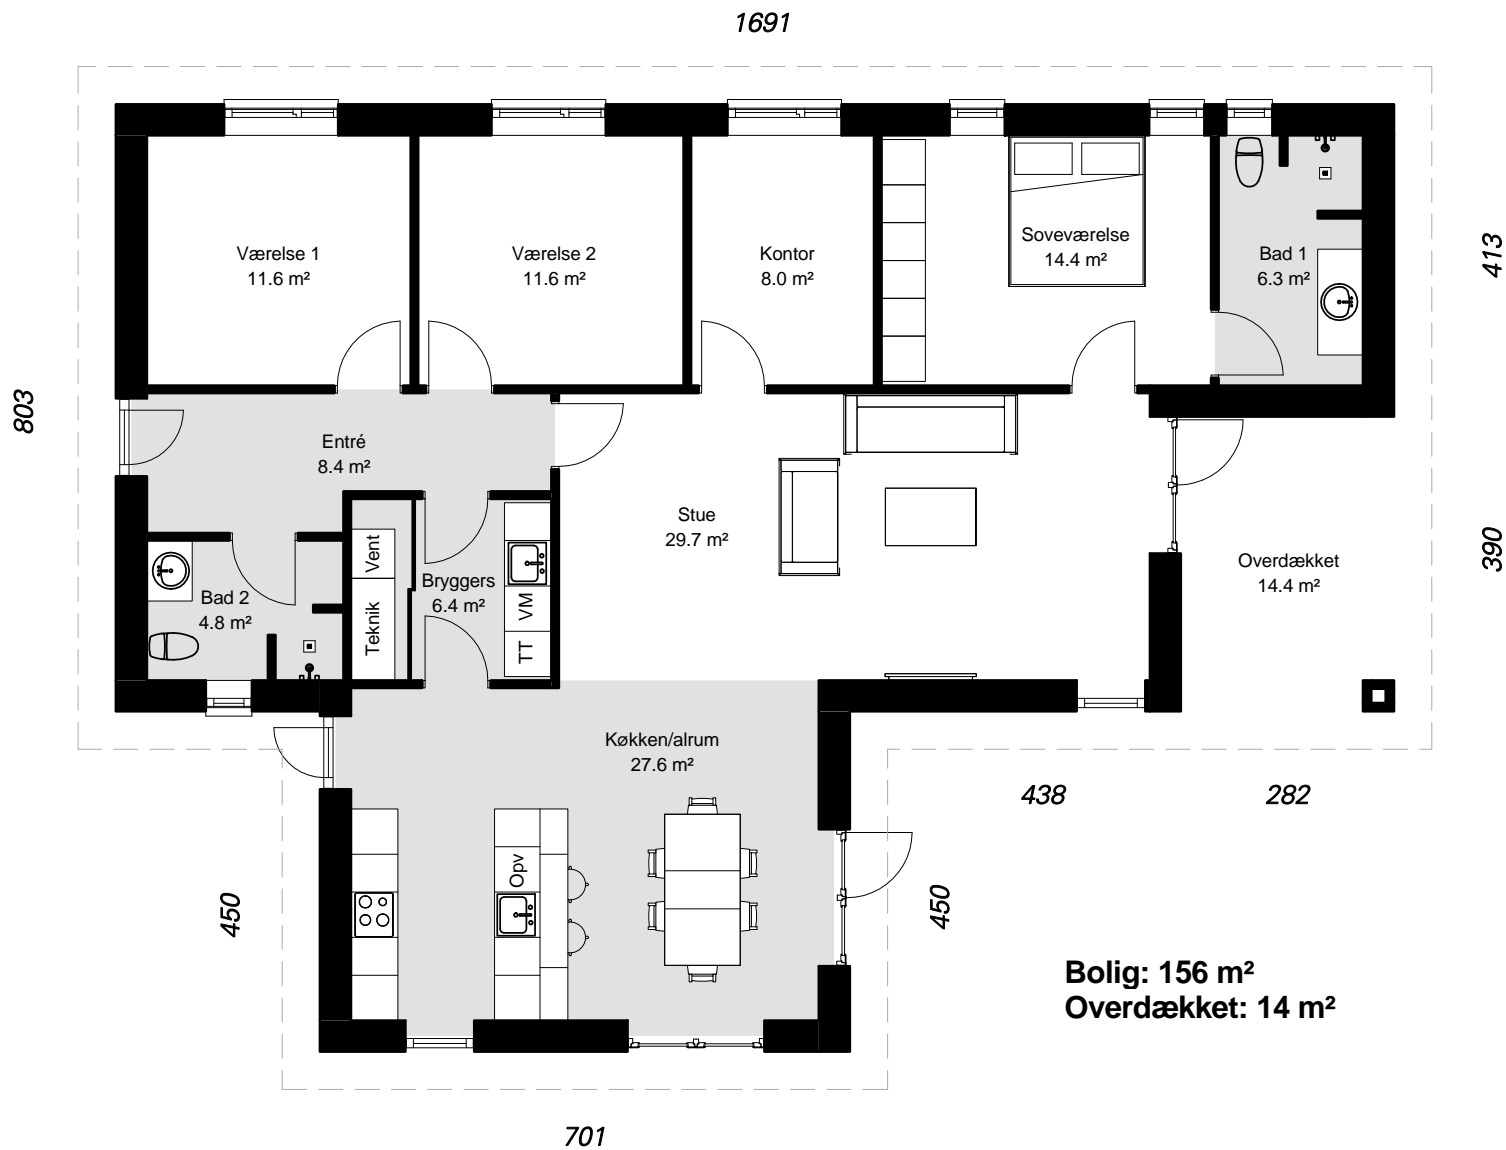 1691
Værelse 1
11.6 m²
Værelse 2
11.6 m²
Kontor
8.0 m²
Soveværelse
14.4 m²
Bad 1
6.3 m²
413
803
Entré
8.4 m²
Stue
29.7 m²
Overdækket
14.4 m²
390
Vent
Teknik
Bryggers
6.4 m²
VM
TT
Bad 2
4.8 m²
Køkken/alrum
27.6 m²
438
282
Opv
450
450
Bolig: 156 m²
Overdækket: 14 m²
701